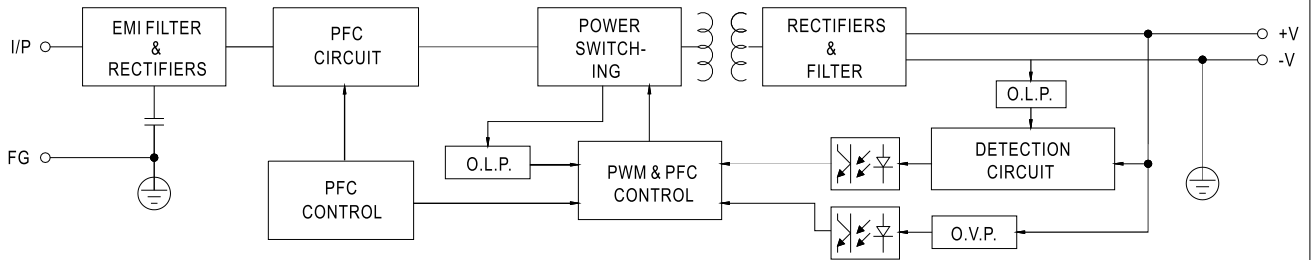 I/P
EMI FILTER
&
RECTIFIERS
PFC
CIRCUIT
POWER
SWITCH-
ING
RECTIFIERS
&
FILTER
+V
-V
O.L.P.
FG
O.L.P.
PFC
CONTROL
PWM & PFC
CONTROL
DETECTION
CIRCUIT
O.V.P.